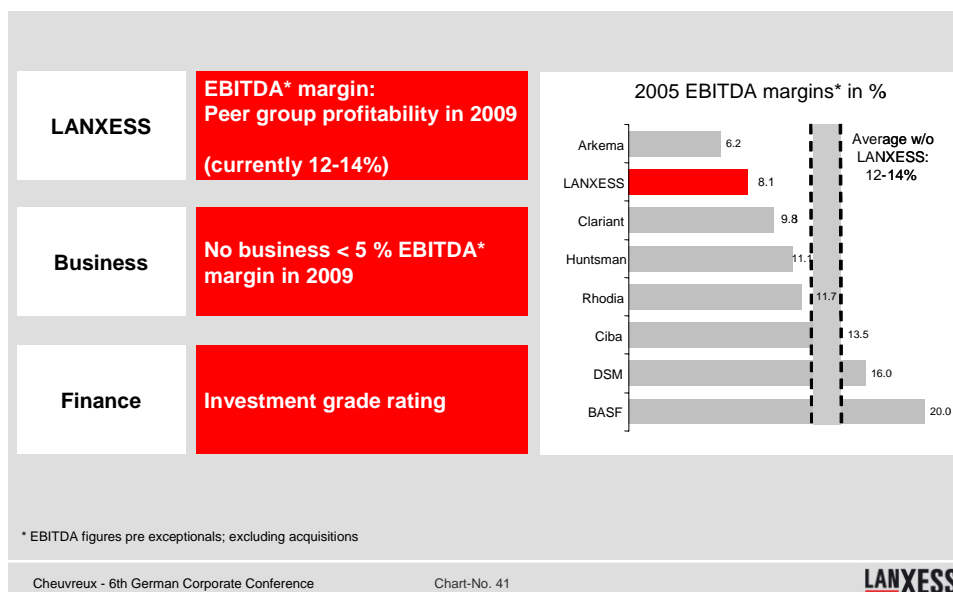 LANXESS
EBITDA* margin:
Peer group profitability in 2009
(currently 12-14%)
Business
No business < 5 % EBITDA*
margin in 2009
Finance
Investment grade rating
2005 EBITDA margins* in %
Average w/o
LANXESS:
12-14%
Arkema 6.2
LANXESS 8.1
Clariant 9.8
Huntsman 11.1
Rhodia 11.7
Ciba 13.5
DSM 16.0
BASF 20.0
* EBITDA figures pre exceptionals; excluding acquisitions
Cheuvreux - 6th German Corporate Conference Chart-No. 41
LANXESS